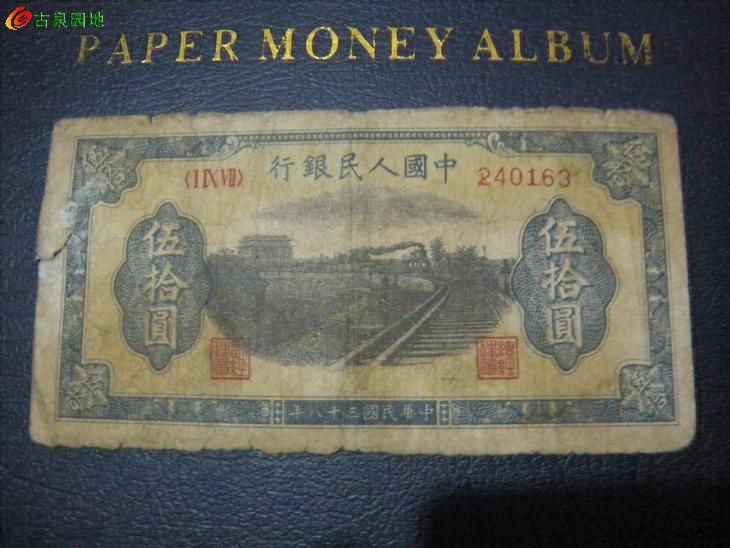 古泉园地
PAPER MONEY ALBUM
中國人民銀行
〈I IX VII〉 240163
伍拾圓
伍拾圓
中華民國三十八年